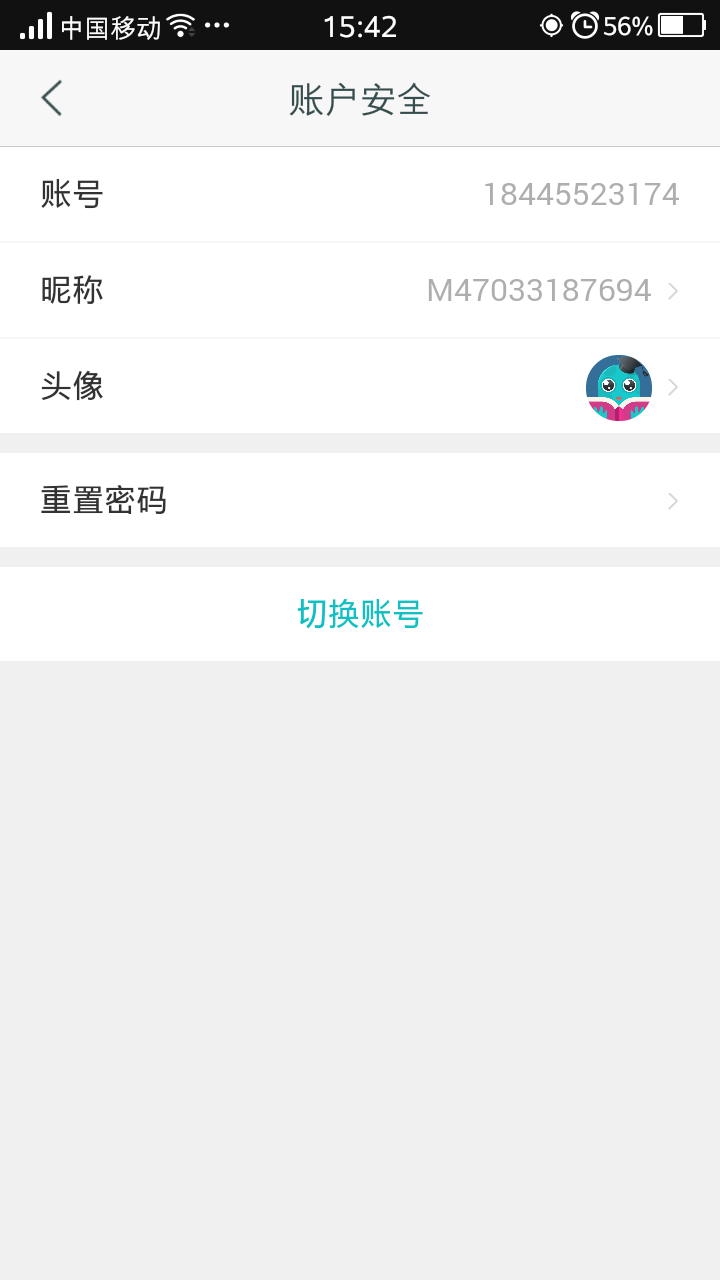 中国移动 ••• 15:42 56%
账户安全
账号 18445523174
昵称 M47033187694
头像
重置密码
切换账号